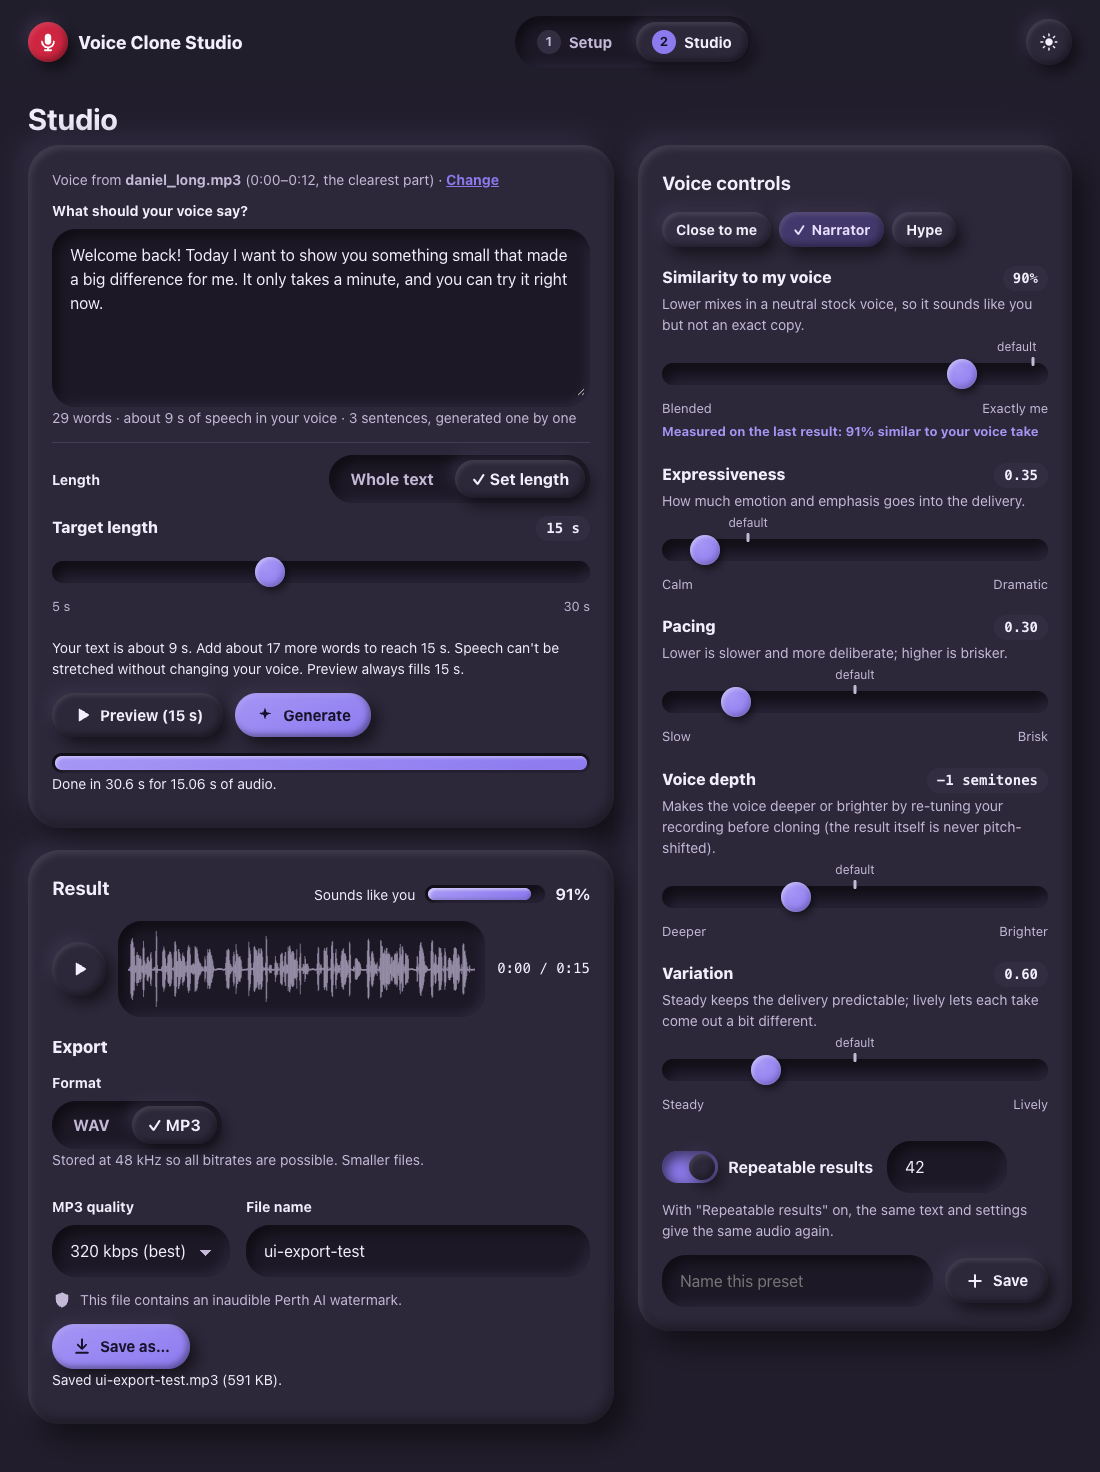 Voice Clone Studio
1 Setup
2 Studio
Studio
Voice from daniel_long.mp3 (0:00–0:12, the clearest part) · Change
What should your voice say?
Welcome back! Today I want to show you something small that made
a big difference for me. It only takes a minute, and you can try it right
now.
29 words · about 9 s of speech in your voice · 3 sentences, generated one by one
Length
Whole text
Set length
Target length
15 s
5 s
30 s
Your text is about 9 s. Add about 17 more words to reach 15 s. Speech can't be
stretched without changing your voice. Preview always fills 15 s.
Preview (15 s)
Generate
Done in 30.6 s for 15.06 s of audio.
Result
Sounds like you
91%
0:00 / 0:15
Export
Format
WAV
MP3
Stored at 48 kHz so all bitrates are possible. Smaller files.
MP3 quality
File name
320 kbps (best)
ui-export-test
This file contains an inaudible Perth AI watermark.
Save as...
Saved ui-export-test.mp3 (591 KB).
Voice controls
Close to me
Narrator
Hype
Similarity to my voice
90%
Lower mixes in a neutral stock voice, so it sounds like you
but not an exact copy.
default
Blended
Exactly me
Measured on the last result: 91% similar to your voice take
Expressiveness
0.35
How much emotion and emphasis goes into the delivery.
default
Calm
Dramatic
Pacing
0.30
Lower is slower and more deliberate; higher is brisker.
default
Slow
Brisk
Voice depth
−1 semitones
Makes the voice deeper or brighter by re-tuning your
recording before cloning (the result itself is never pitch-
shifted).
default
Deeper
Brighter
Variation
0.60
Steady keeps the delivery predictable; lively lets each take
come out a bit different.
default
Steady
Lively
Repeatable results
42
With "Repeatable results" on, the same text and settings
give the same audio again.
Name this preset
Save